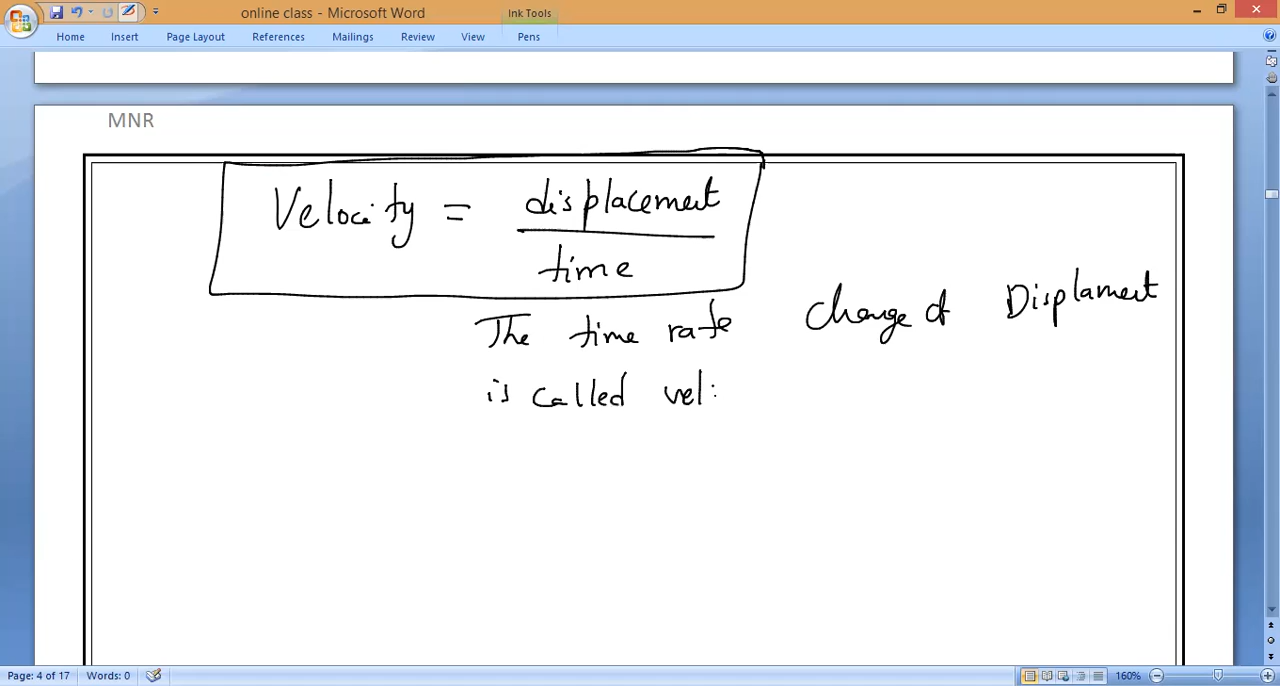 online class - Microsoft Word
Ink Tools
Home Insert Page Layout References Mailings Review View Pens
MNR
Velocity = displacement
time
The time rate change of Displament
is called vel:
Page: 4 of 17 Words: 0 160%